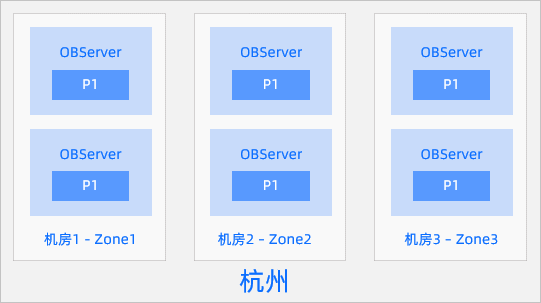 OBServer
P1
OBServer
P1
机房1 - Zone1
OBServer
P1
OBServer
P1
机房2 - Zone2
OBServer
P1
OBServer
P1
机房3 - Zone3
杭州